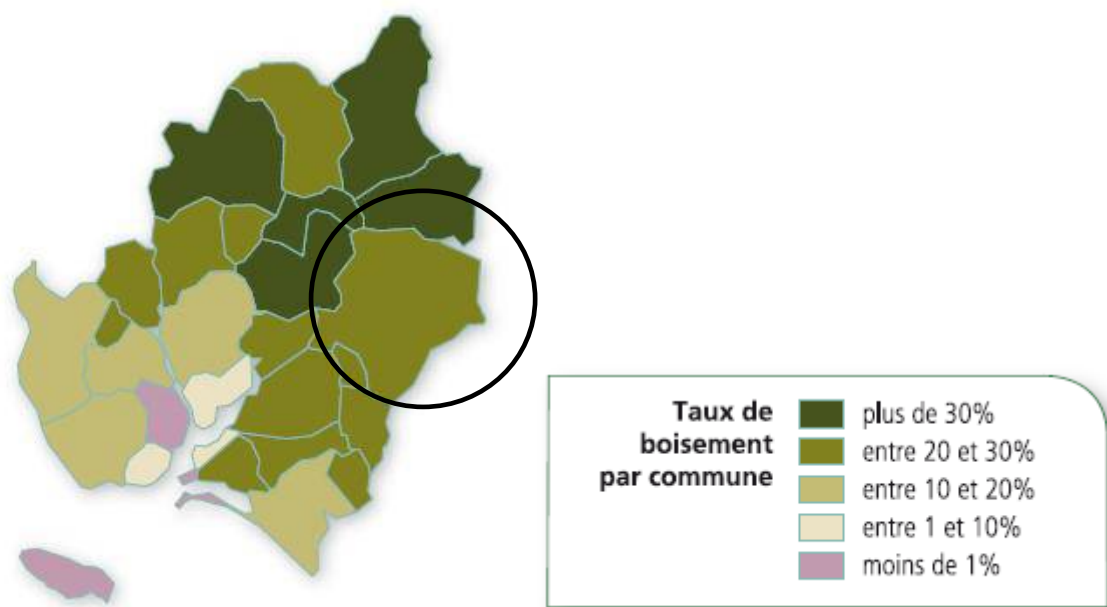 Taux de
boisement
par commune
plus de 30%
entre 20 et 30%
entre 10 et 20%
entre 1 et 10%
moins de 1%